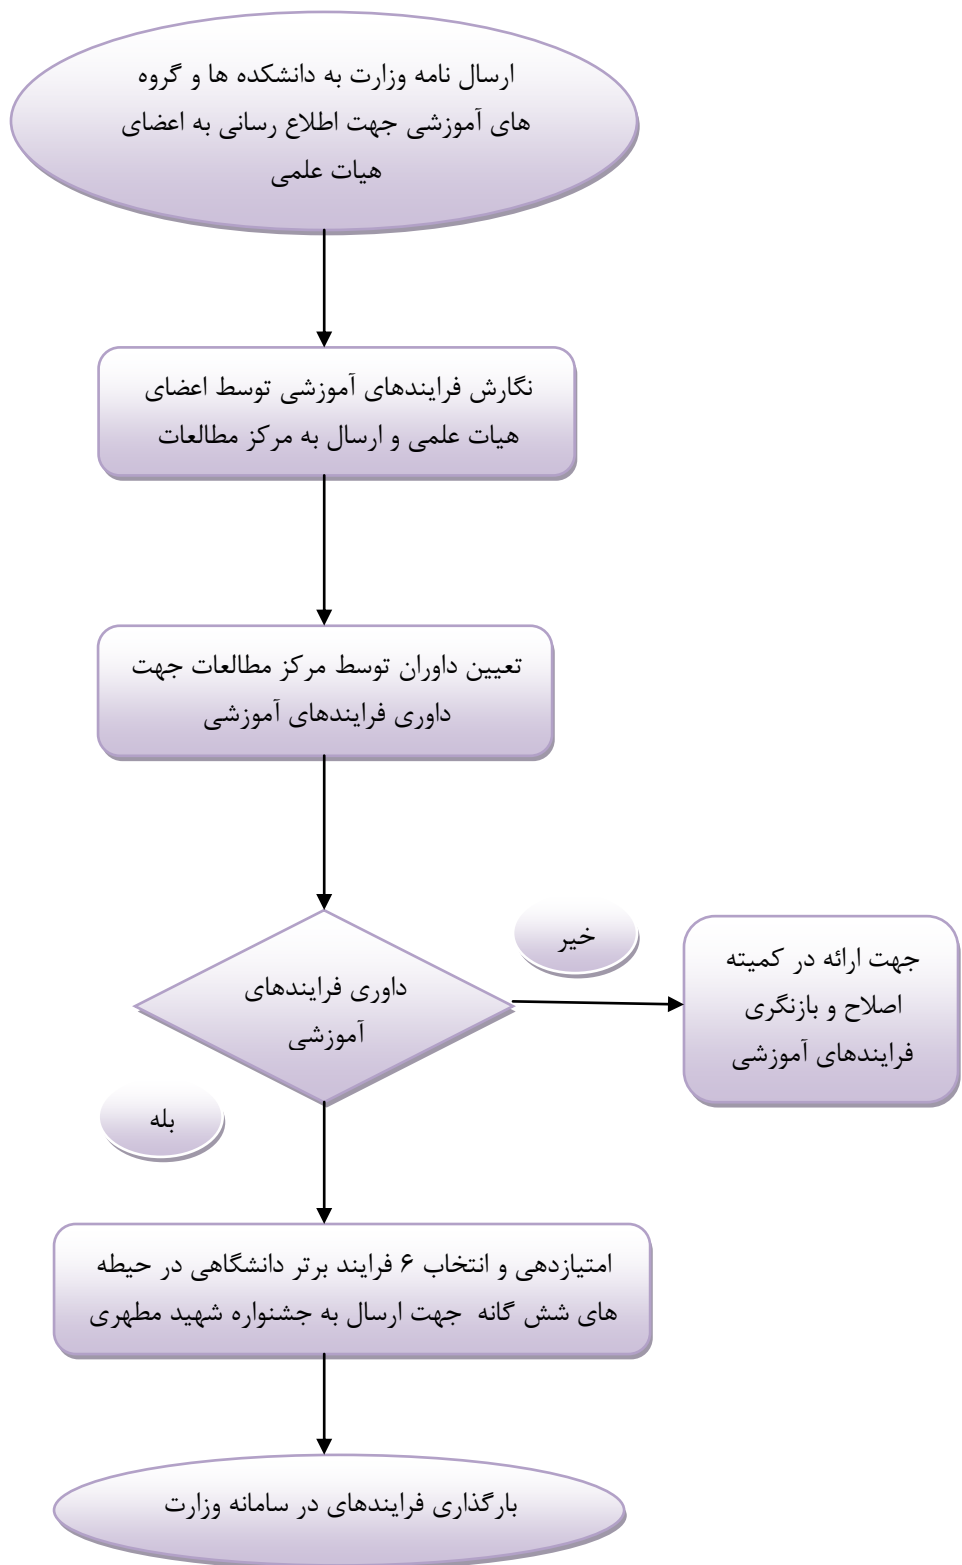 ارسال نامه وزارت به دانشکده ها و گروه
های آموزشی جهت اطلاع رسانی به اعضای
هیات علمی
نگارش فرایندهای آموزشی توسط اعضای
هیات علمی و ارسال به مرکز مطالعات
تعیین داوران توسط مرکز مطالعات جهت
داوری فرایندهای آموزشی
داوری فرایندهای
آموزشی
خیر
جهت ارائه در کمیته
اصلاح و بازنگری
فرایندهای آموزشی
بله
امتیازدهی و انتخاب ۶ فرایند برتر دانشگاهی در حیطه
های شش گانه جهت ارسال به جشنواره شهید مطهری
بارگذاری فرایندهای در سامانه وزارت